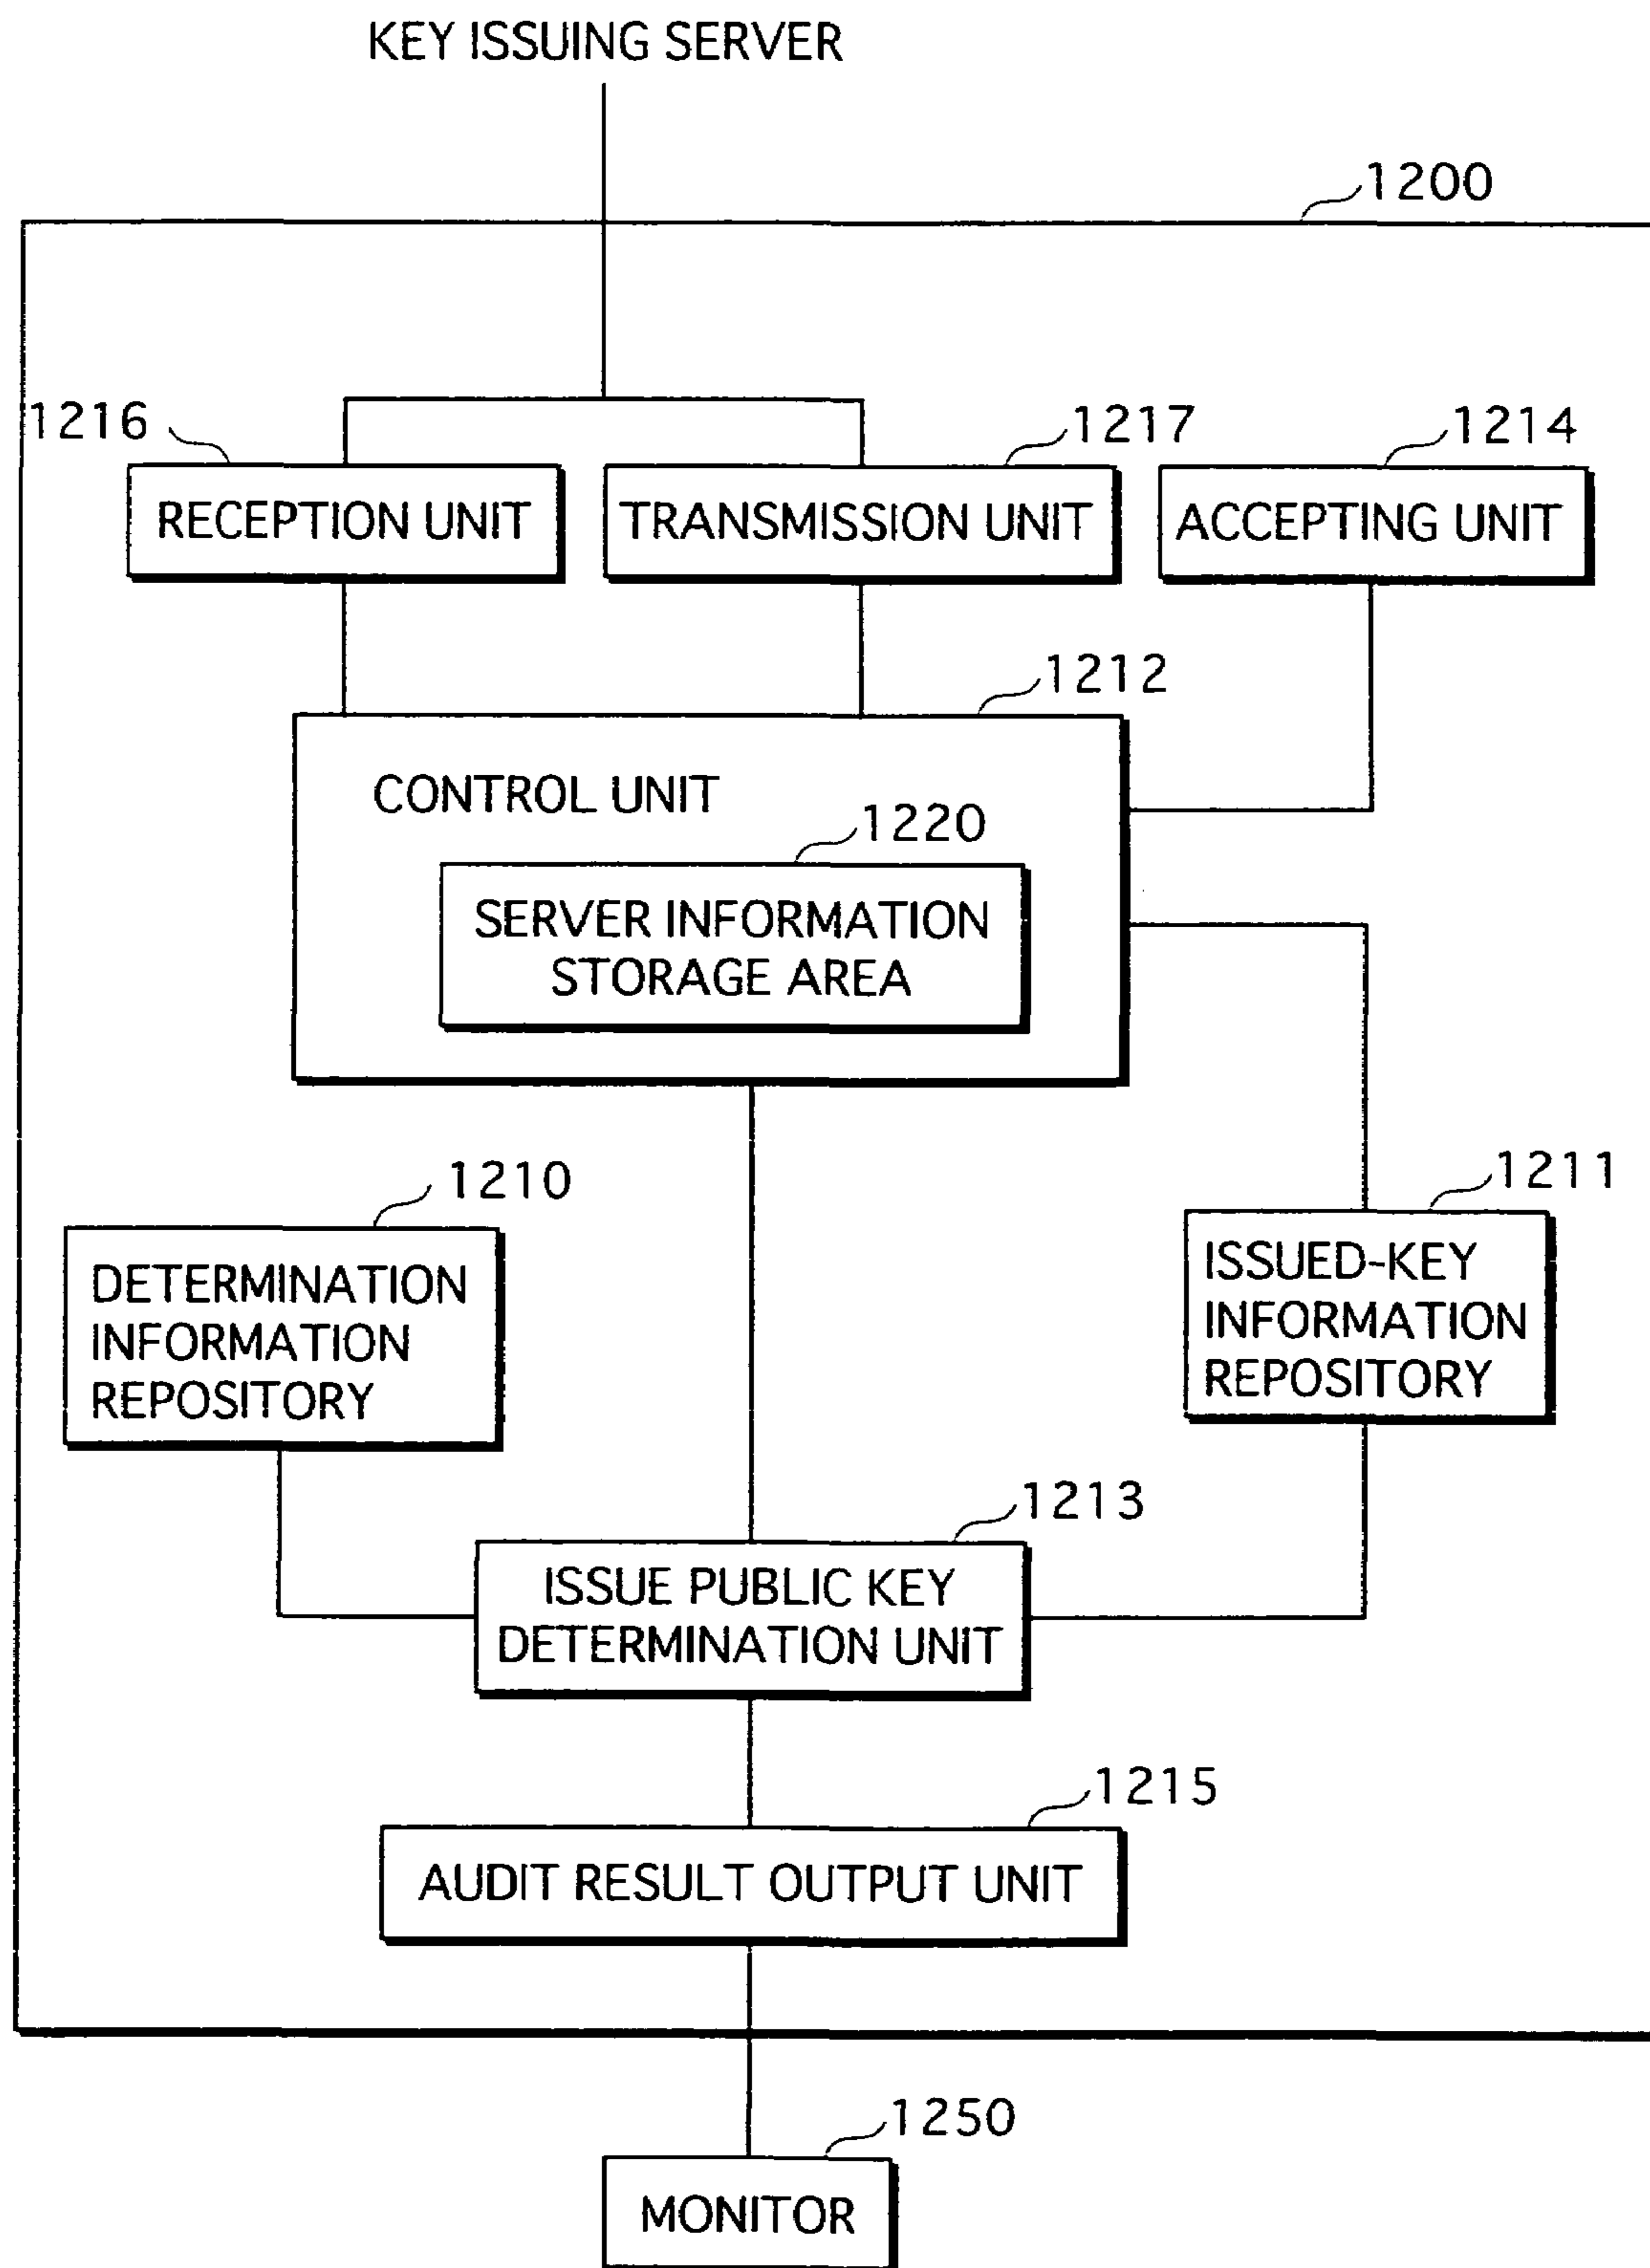 KEY ISSUING SERVER
1200
1216
1217
1214
RECEPTION UNIT
TRANSMISSION UNIT
ACCEPTING UNIT
1212
CONTROL UNIT
1220
SERVER INFORMATION
STORAGE AREA
1210
1211
DETERMINATION
INFORMATION
REPOSITORY
ISSUED-KEY
INFORMATION
REPOSITORY
1213
ISSUE PUBLIC KEY
DETERMINATION UNIT
1215
AUDIT RESULT OUTPUT UNIT
1250
MONITOR